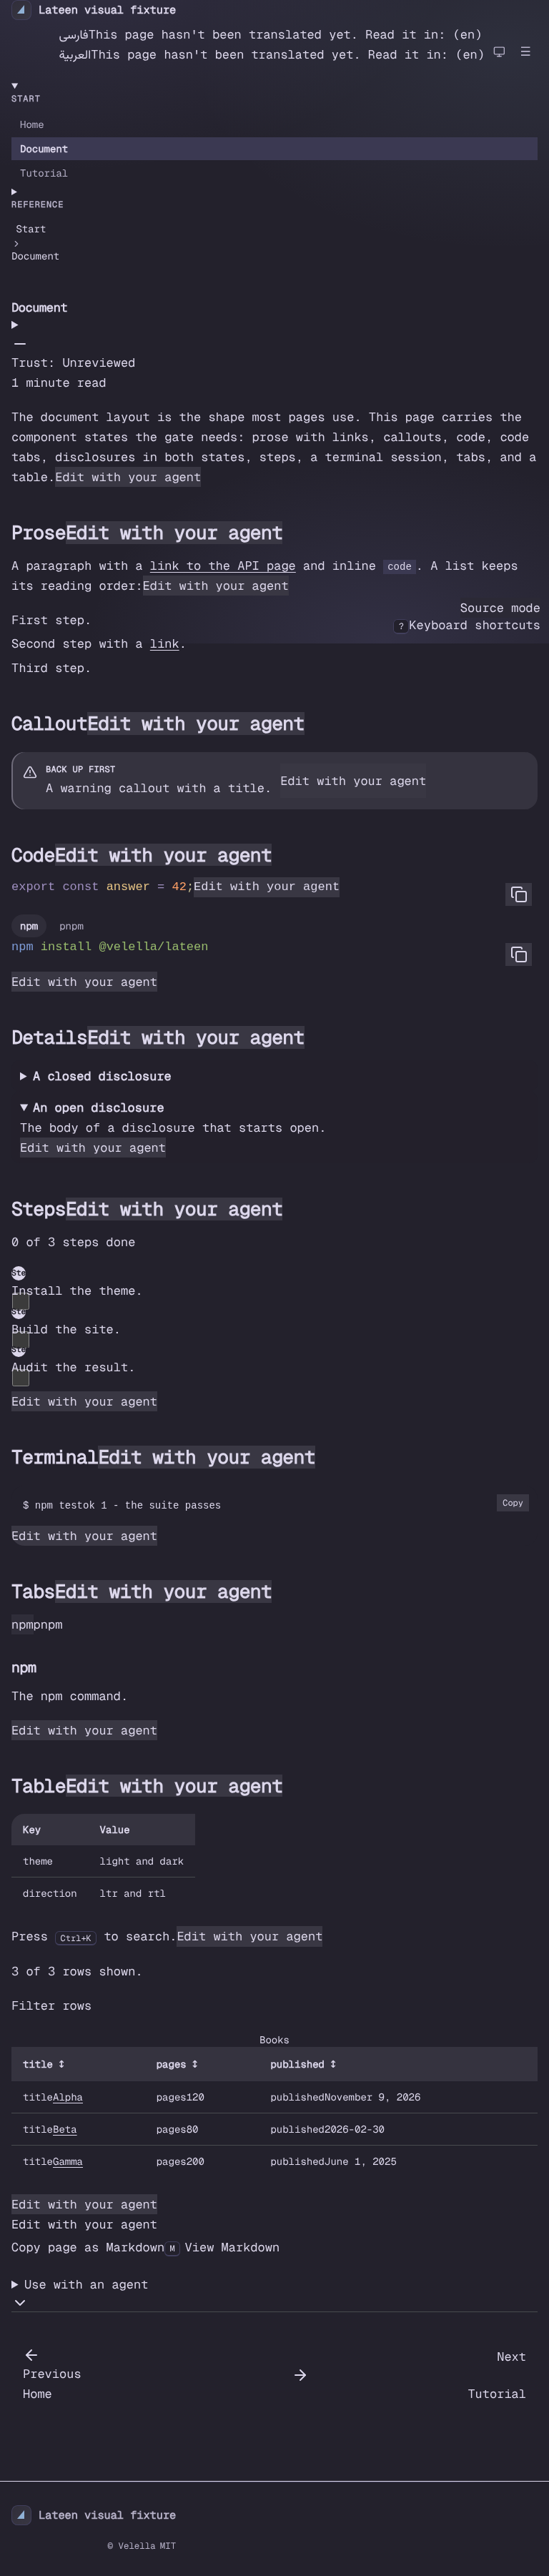 Lateen visual fixture
فارسیThis page hasn't been translated yet. Read it in: (en)
العربيةThis page hasn't been translated yet. Read it in: (en)
START
Home
Document
Tutorial
REFERENCE
Start
Document
Document
Trust: Unreviewed
1 minute read
The document layout is the shape most pages use. This page carries the
component states the gate needs: prose with links, callouts, code, code
tabs, disclosures in both states, steps, a terminal session, tabs, and a
table.Edit with your agent
ProseEdit with your agent
A paragraph with a link to the API page and inline code. A list keeps
its reading order:Edit with your agent
Source mode
?Keyboard shortcuts
First step.
Second step with a link.
Third step.
CalloutEdit with your agent
BACK UP FIRST
A warning callout with a title. Edit with your agent
CodeEdit with your agent
export const answer = 42;Edit with your agent
npm pnpm
npm install @velella/lateen
Edit with your agent
DetailsEdit with your agent
A closed disclosure
An open disclosure
The body of a disclosure that starts open.
Edit with your agent
StepsEdit with your agent
0 of 3 steps done
Ste
Install the theme.
Ste
Build the site.
Ste
Audit the result.
Edit with your agent
TerminalEdit with your agent
$ npm testok 1 - the suite passes
Copy
Edit with your agent
TabsEdit with your agent
npmpnpm
npm
The npm command.
Edit with your agent
TableEdit with your agent
Key Value
theme light and dark
direction ltr and rtl
Press Ctrl+K to search.Edit with your agent
3 of 3 rows shown.
Filter rows
Books
title ↕ pages ↕ published ↕
titleAlpha pages120 publishedNovember 9, 2026
titleBeta pages80 published2026-02-30
titleGamma pages200 publishedJune 1, 2025
Edit with your agent
Edit with your agent
Copy page as MarkdownM View Markdown
Use with an agent
Previous
Home
Next
Tutorial
Lateen visual fixture
© Velella MIT